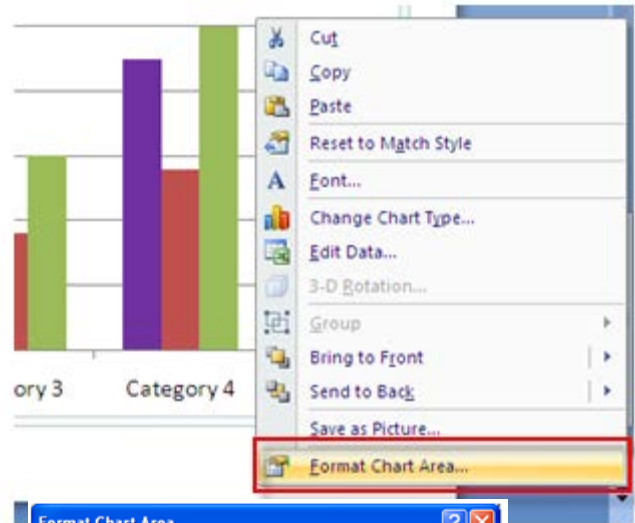 Cut
Copy
Paste
Reset to Match Style
A Font...
Change Chart Type...
Edit Data...
3-D Rotation...
Group
Bring to Front
ory 3 Category 4 Send to Back
Save as Picture...
Format Chart Area...
Format Chart Area